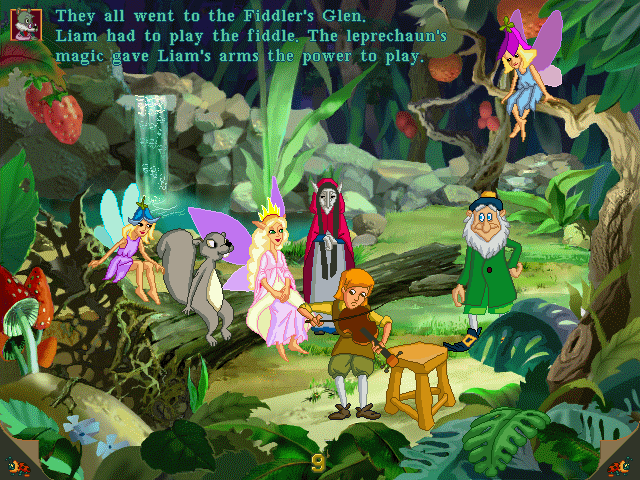 They all went to the Fiddler's Glen.
Liam had to play the fiddle. The leprechaun's
magic gave Liam's arms the power to play.
9